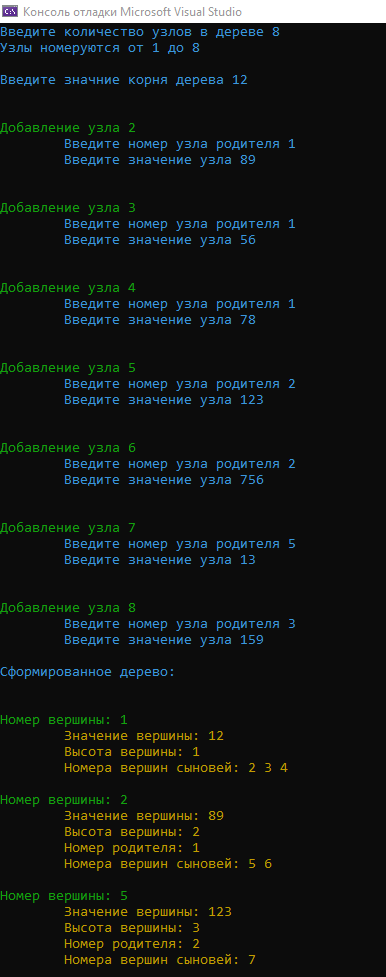 Консоль отладки Microsoft Visual Studio
Введите количество узлов в дереве 8
Узлы номеруются от 1 до 8
Введите значние корня дерева 12
Добавление узла 2
Введите номер узла родителя 1
Введите значение узла 89
Добавление узла 3
Введите номер узла родителя 1
Введите значение узла 56
Добавление узла 4
Введите номер узла родителя 1
Введите значение узла 78
Добавление узла 5
Введите номер узла родителя 2
Введите значение узла 123
Добавление узла 6
Введите номер узла родителя 2
Введите значение узла 756
Добавление узла 7
Введите номер узла родителя 5
Введите значение узла 13
Добавление узла 8
Введите номер узла родителя 3
Введите значение узла 159
Сформированное дерево:
Номер вершины: 1
Значение вершины: 12
Высота вершины: 1
Номера вершин сыновей: 2 3 4
Номер вершины: 2
Значение вершины: 89
Высота вершины: 2
Номер родителя: 1
Номера вершин сыновей: 5 6
Номер вершины: 5
Значение вершины: 123
Высота вершины: 3
Номер родителя: 2
Номера вершин сыновей: 7